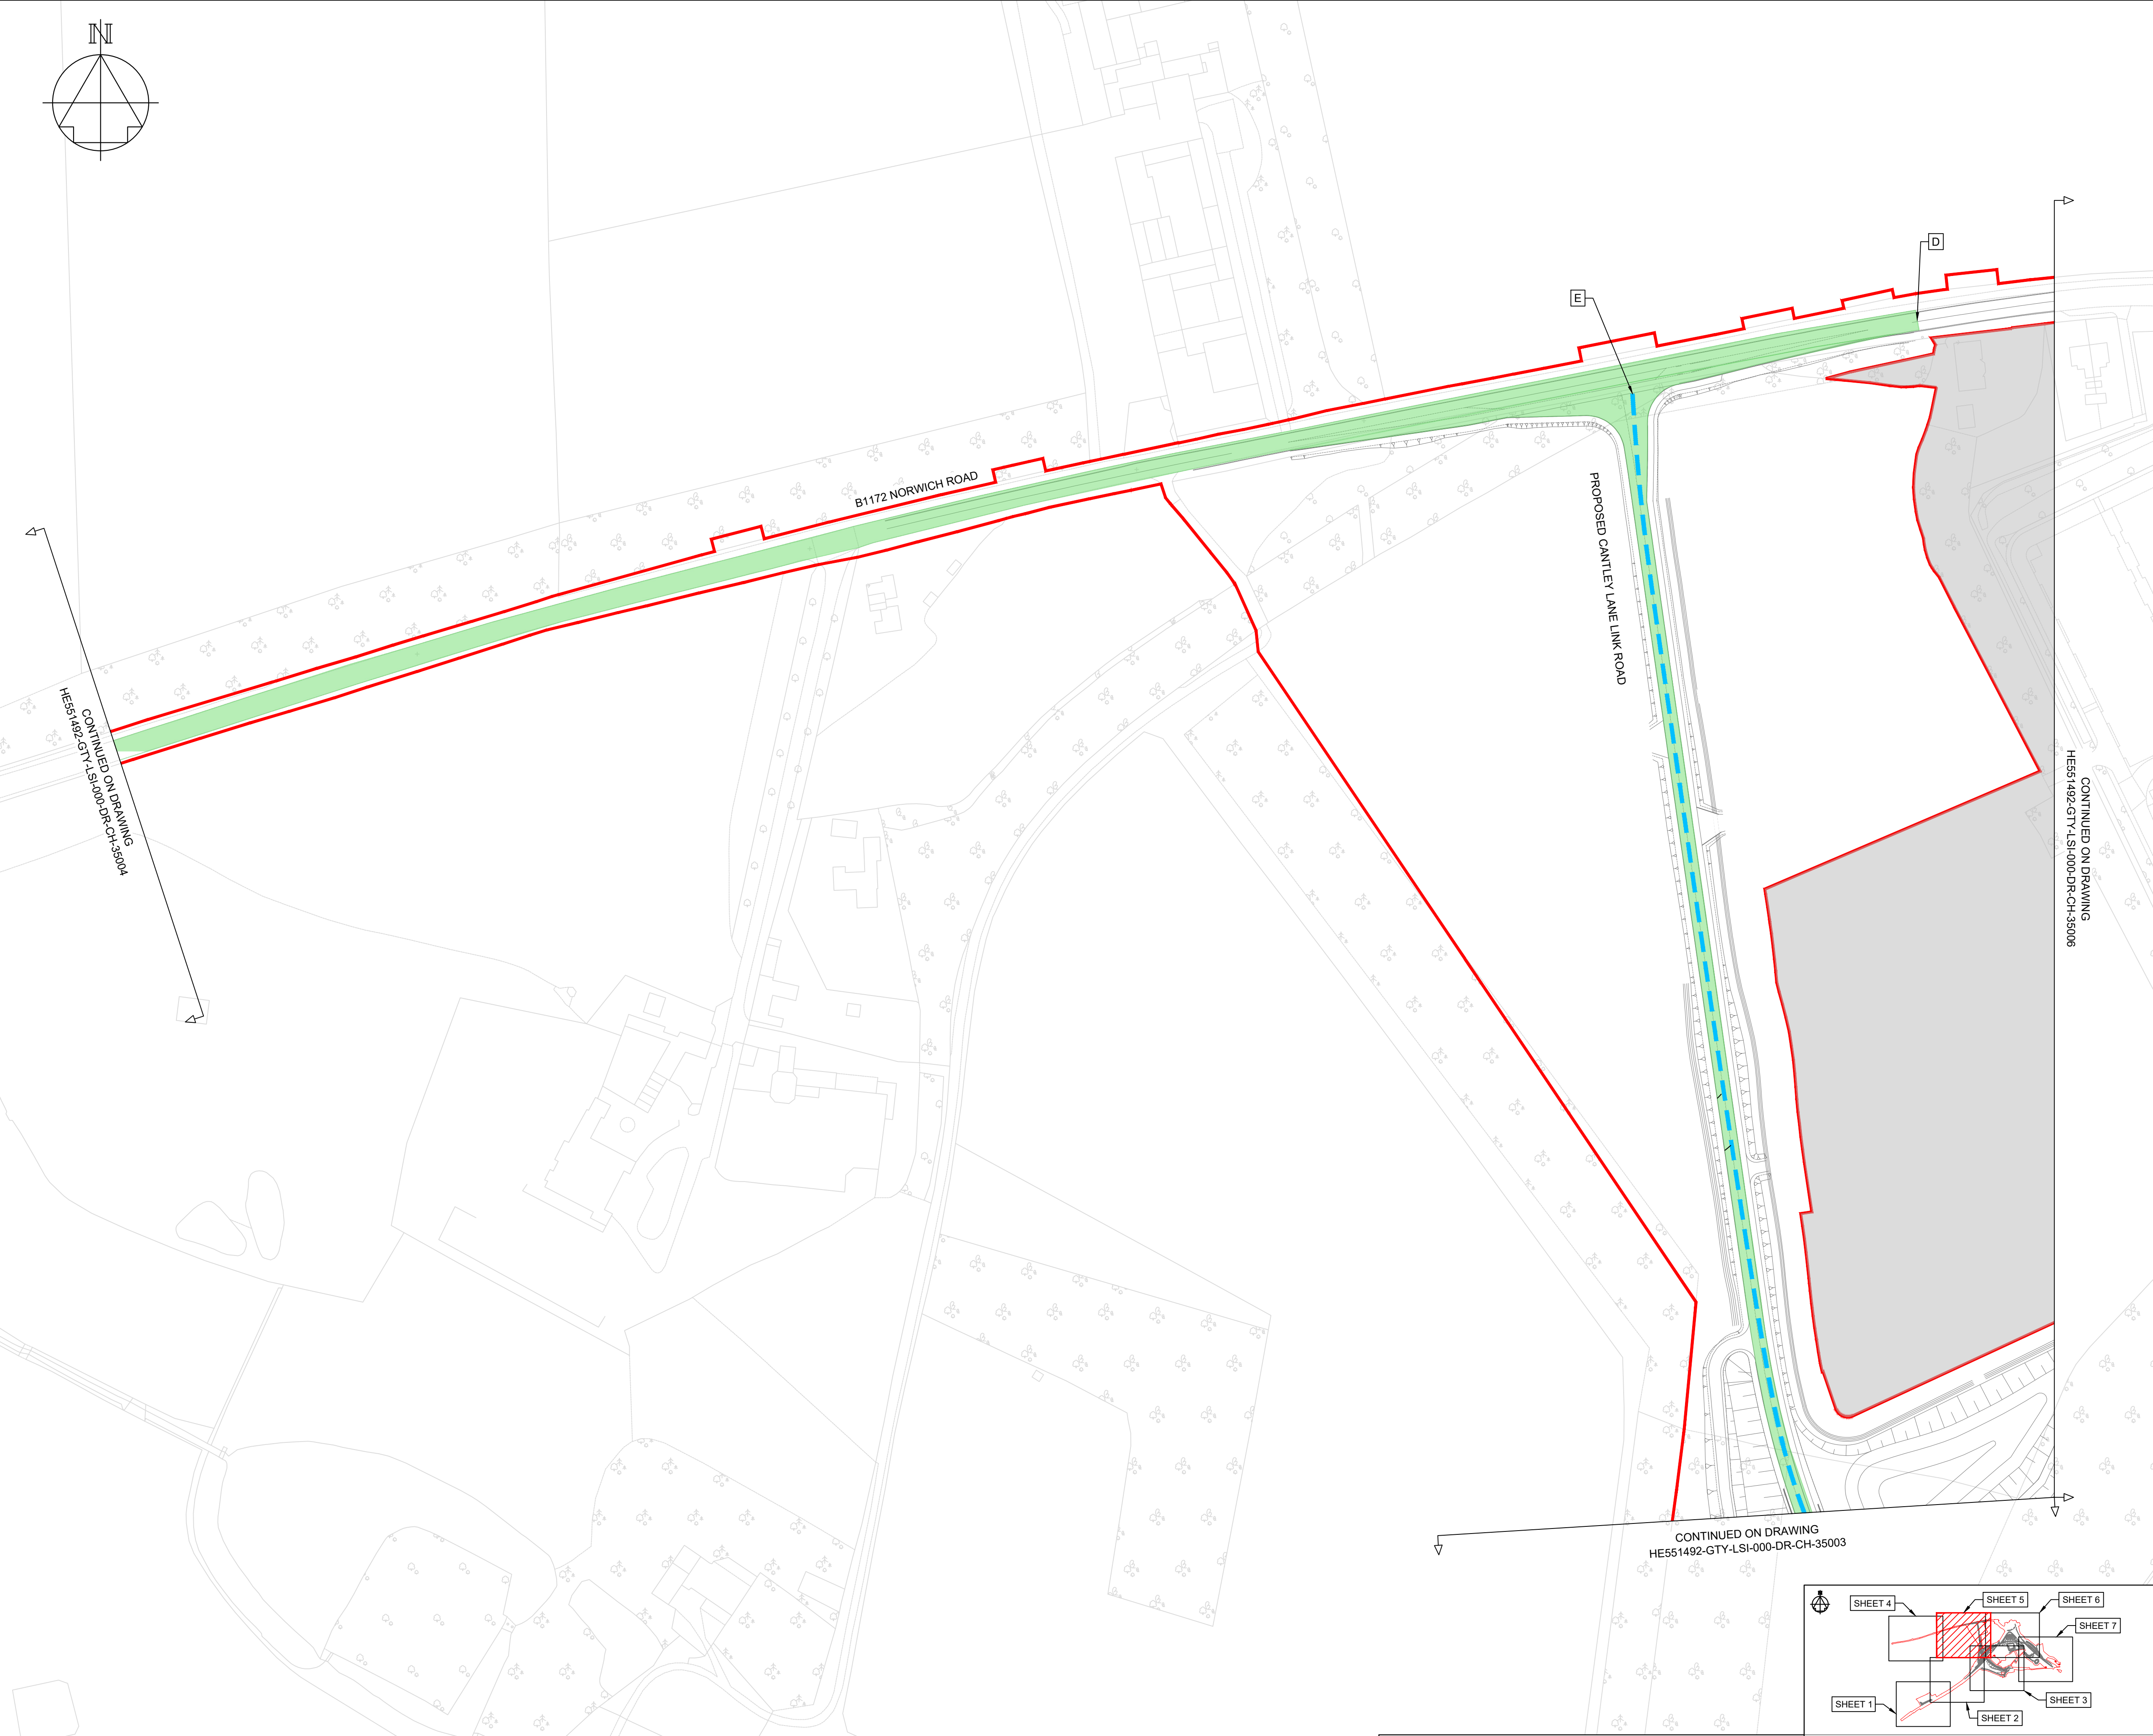 N
D
E
B1172 NORWICH ROAD
PROPOSED CANTLEY LANE LINK ROAD
CONTINUED ON DRAWING
HE551492-GTY-LSI-000-DR-CH-35004
CONTINUED ON DRAWING
HE551492-GTY-LSI-000-DR-CH-35006
CONTINUED ON DRAWING
HE551492-GTY-LSI-000-DR-CH-35003
SHEET 4
SHEET 5
SHEET 6
SHEET 7
SHEET 1
SHEET 3
SHEET 2